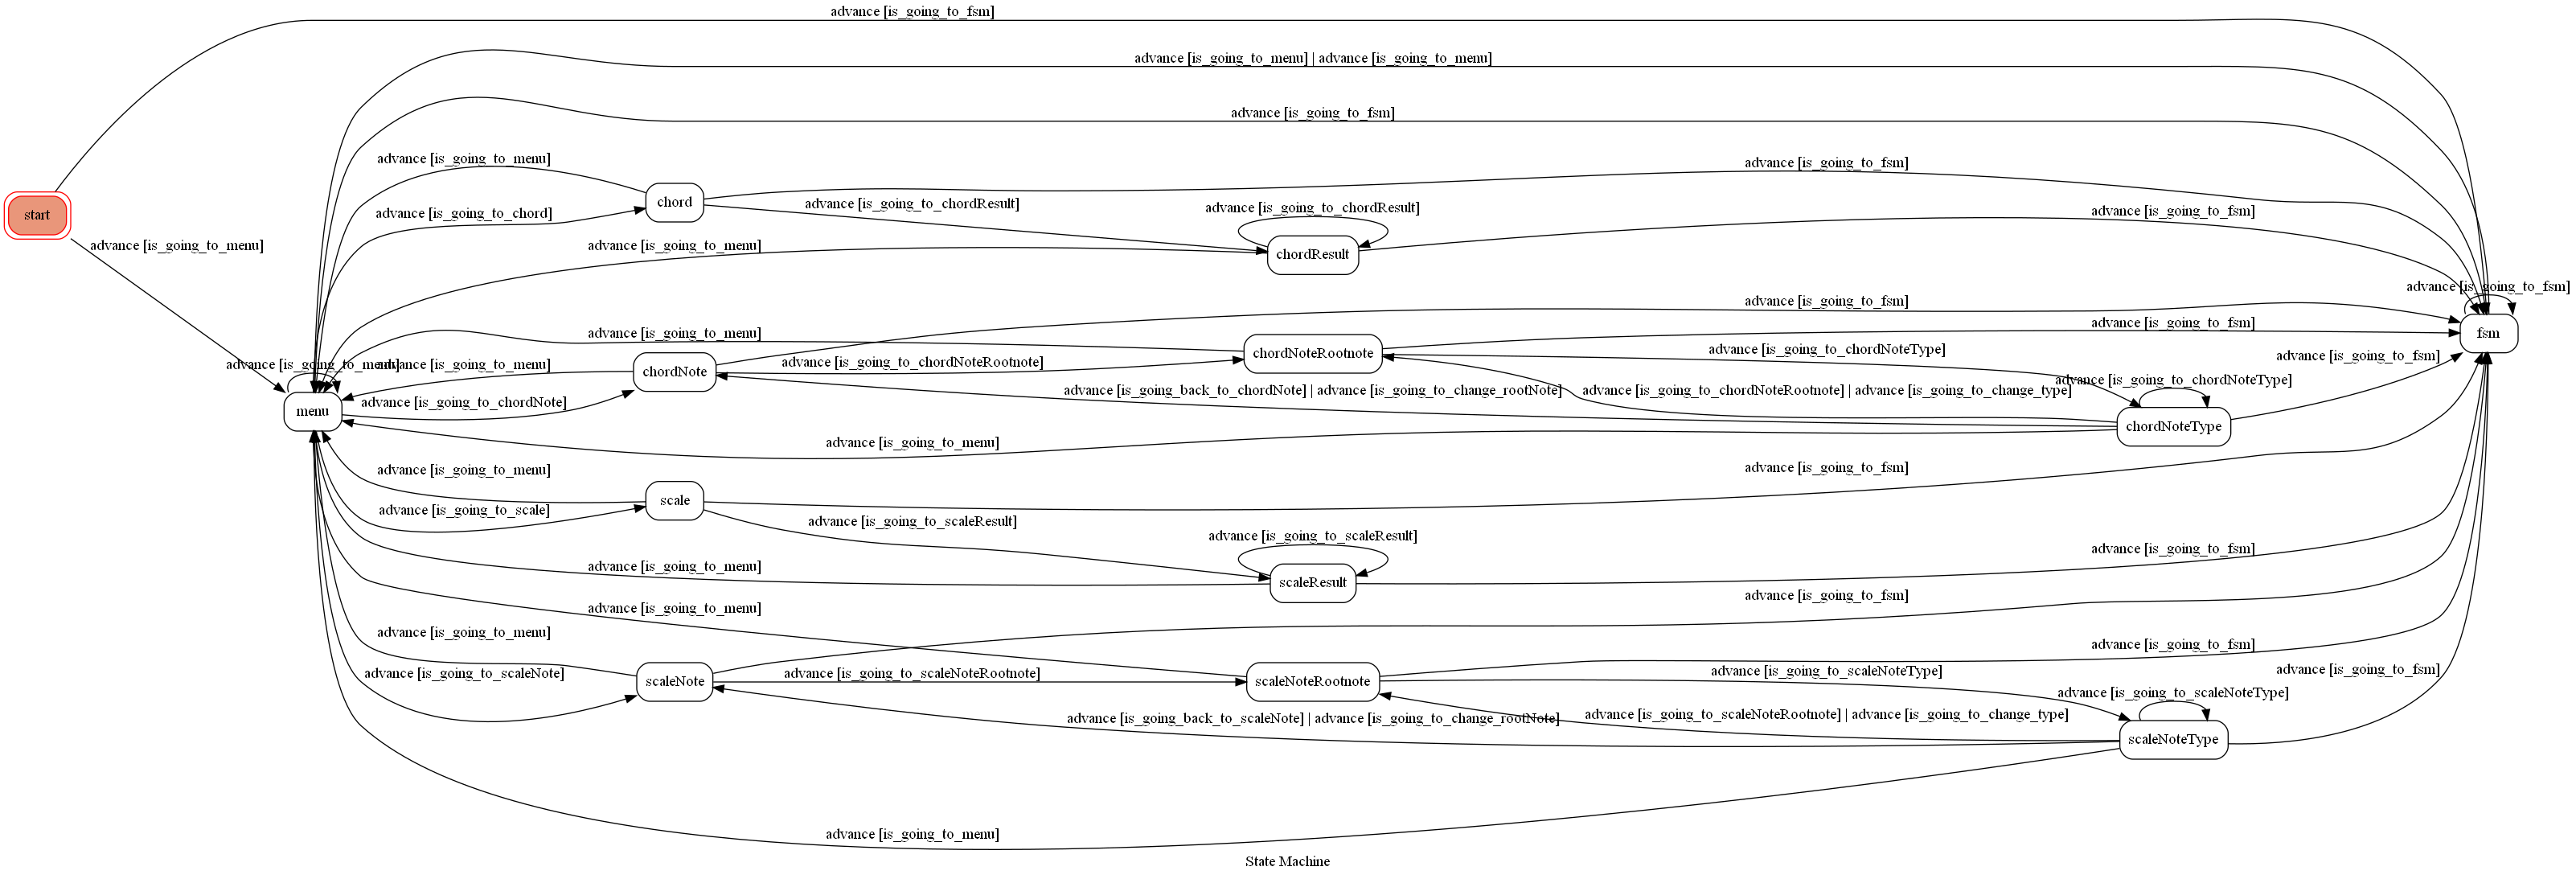 advance [is_going_to_fsm]
advance [is_going_to_menu] | advance [is_going_to_menu]
advance [is_going_to_fsm]
advance [is_going_to_menu]
advance [is_going_to_fsm]
chord
advance [is_going_to_chordResult]
advance [is_going_to_chordResult]
advance [is_going_to_fsm]
start
advance [is_going_to_chord]
advance [is_going_to_menu]
advance [is_going_to_menu]
chordResult
advance [is_going_to_fsm]
advance [is_going_to_fsm]
advance [is_going_to_menu]
advance [is_going_to_fsm]
fsm
chordNoteRootnote
advance [is_going_to_chordNoteType]
advance [is_going_to_fsm]
advance [is_going_to_menu]
advance [is_going_to_menu]
chordNote
advance [is_going_to_chordNoteRootnote]
advance [is_going_to_chordNoteType]
advance [is_going_back_to_chordNote] | advance [is_going_to_change_rootNote]
advance [is_going_to_chordNoteRootnote] | advance [is_going_to_change_type]
menu
advance [is_going_to_chordNote]
chordNoteType
advance [is_going_to_menu]
advance [is_going_to_menu]
advance [is_going_to_fsm]
scale
advance [is_going_to_scale]
advance [is_going_to_scaleResult]
advance [is_going_to_scaleResult]
advance [is_going_to_fsm]
advance [is_going_to_menu]
scaleResult
advance [is_going_to_fsm]
advance [is_going_to_menu]
advance [is_going_to_menu]
advance [is_going_to_fsm]
advance [is_going_to_scaleNote]
scaleNote
advance [is_going_to_scaleNoteRootnote]
scaleNoteRootnote
advance [is_going_to_scaleNoteType]
advance [is_going_to_fsm]
advance [is_going_to_scaleNoteType]
advance [is_going_back_to_scaleNote] | advance [is_going_to_change_rootNote]
advance [is_going_to_scaleNoteRootnote] | advance [is_going_to_change_type]
scaleNoteType
advance [is_going_to_menu]
State Machine